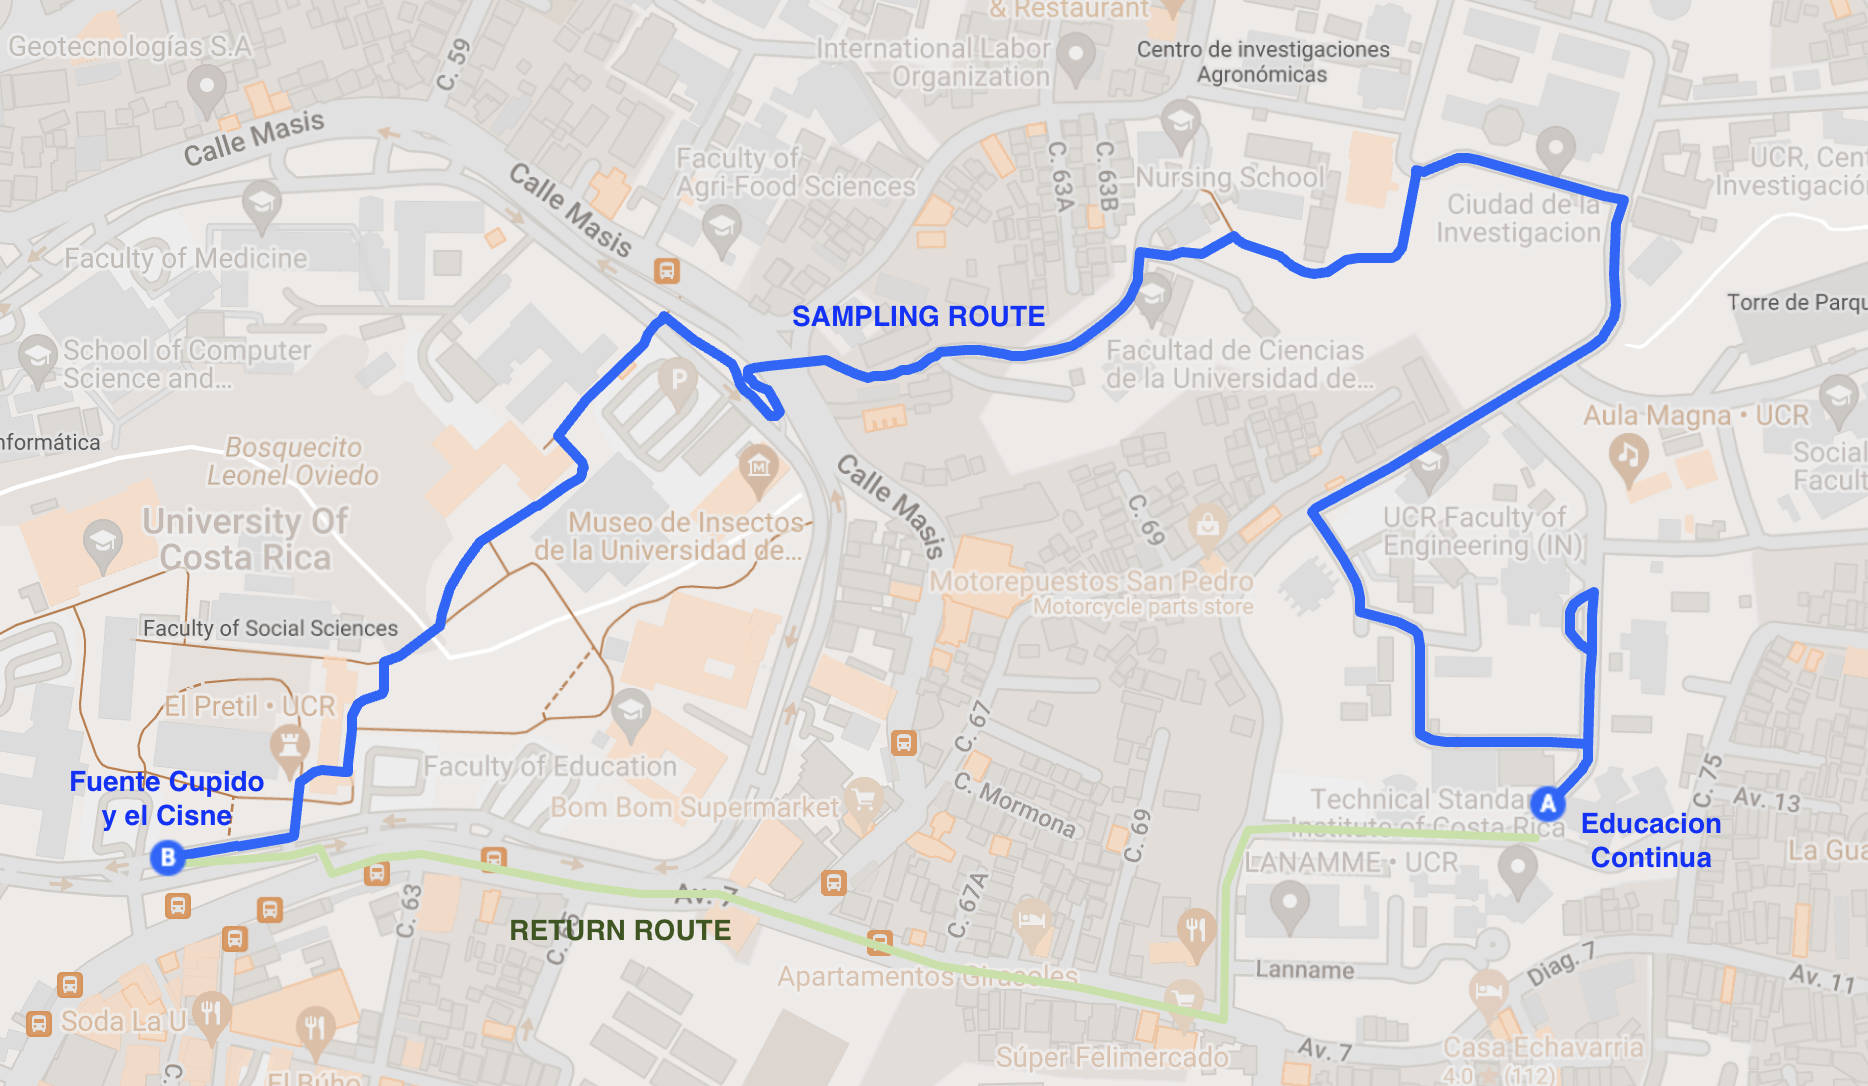 & Restaurant
Geotecnologías S.A
C. 59
International Labor
Organization
Centro de investigaciones
Agronómicas
Calle Masis
Calle Masis
Faculty of
Agri-Food Sciences
C. 63A
C. 63B
Nursing School
UCR, Cent
Investigació
Ciudad de la
Investigacion
Faculty of Medicine
SAMPLING ROUTE
Torre de Parqu
School of Computer
Science and...
P
Facultad de Ciencias
de la Universidad de...
Aula Magna • UCR
nformática
Bosquecito
Leonel Oviedo
Social
Facult
Calle Masis
University Of
Costa Rica
Museo de Insectos
de la Universidad de...
C. 69
UCR Faculty of
Engineering (IN)
Motorepuestos San Pedro
Motorcycle parts store
Faculty of Social Sciences
El Pretil • UCR
C. 67
C. 75
Faculty of Education
Fuente Cupido
y el Cisne
Bom Bom Supermarket
C. Mormona
C. 69
Technical Standar
Institute of Costa Rica
A
Av. 13
Educacion
Continua
La Gua
B
LANAMME • UCR
C. 63
Av. 7
C. 67A
RETURN ROUTE
C. 65
Apartamentos Girasoles
Lanname
Diag. 7
Av. 11
Soda La U
Súper Felimercado
Av. 7
Casa Echavarria
4.0 ★ (112)
El Búho
C.